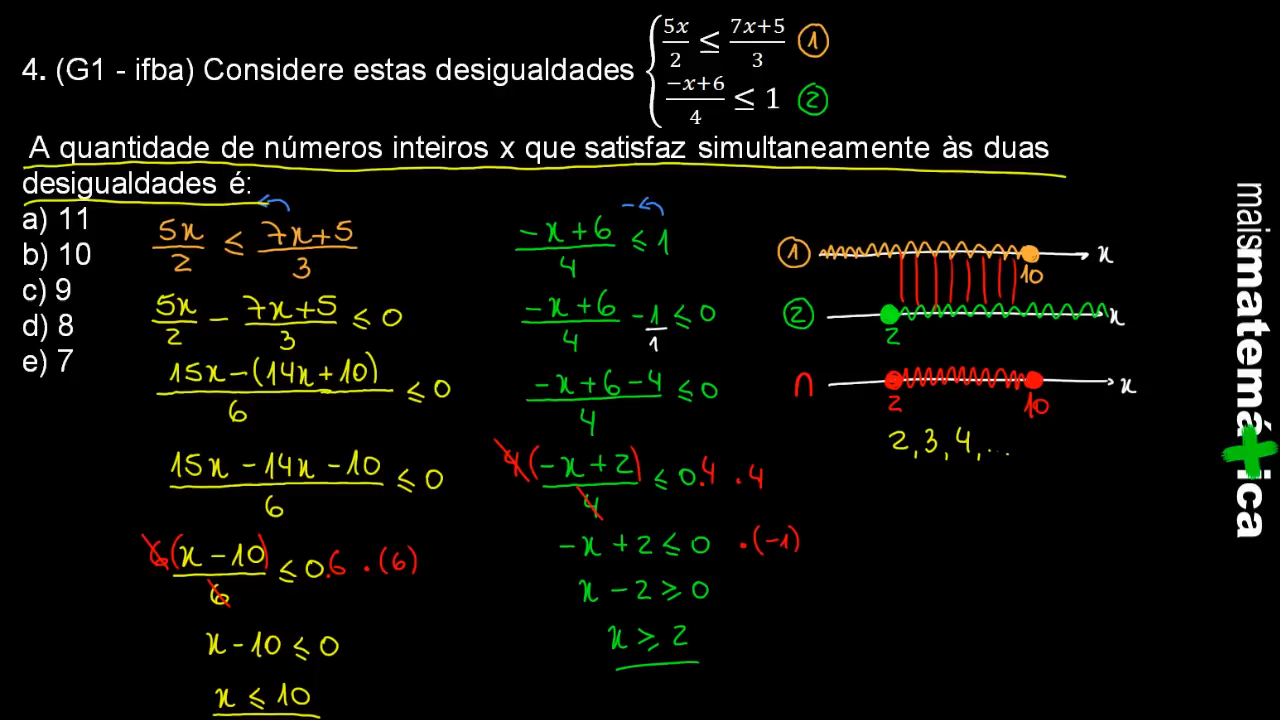 4. (G1 - ifba) Considere estas desigualdades { 5x/2 ≤ 7x+5/3 ①
-x+6/4 ≤ 1 ②
A quantidade de números inteiros x que satisfaz simultaneamente às duas
desigualdades é:
a) 11
b) 10
c) 9
d) 8
e) 7
5x/2 ≤ 7x+5/3
5x/2 - 7x+5/3 ≤ 0
15x-(14x+10)/6 ≤ 0
15x-14x-10/6 ≤ 0
6(x-10)/6 ≤ 0.6 .(6)
x-10 ≤ 0
x ≤ 10
-x+6/4 ≤ 1
-x+6/4 - 1/1 ≤ 0
-x+6-4/4 ≤ 0
4(-x+2)/4 ≤ 0.4 .4
-x+2 ≤ 0 .(-1)
x-2 ≥ 0
x ≥ 2
① 10 x
② 2 x
∩ 2 10 x
2, 3, 4, ...
maismatemática